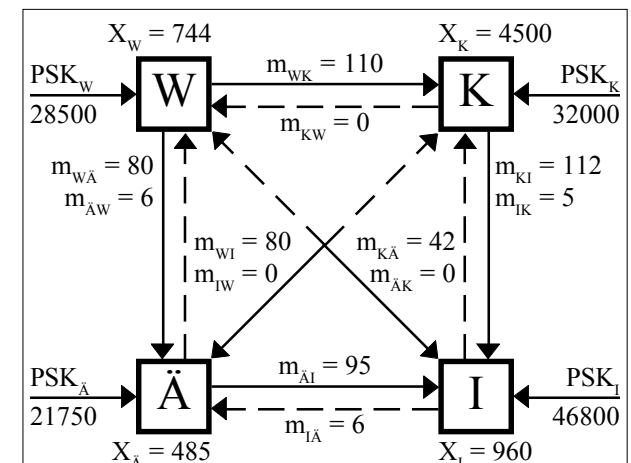 X_W = 744
X_K = 4500
PSK_W
28500
W
m_WK = 110
m_KW = 0
K
PSK_K
32000
m_WÄ = 80
m_ÄW = 6
m_KI = 112
m_IK = 5
m_WI = 80
m_IW = 0
m_KÄ = 42
m_ÄK = 0
PSK_Ä
21750
Ä
m_ÄI = 95
m_IÄ = 6
I
PSK_I
46800
X_Ä = 485
X_I = 960